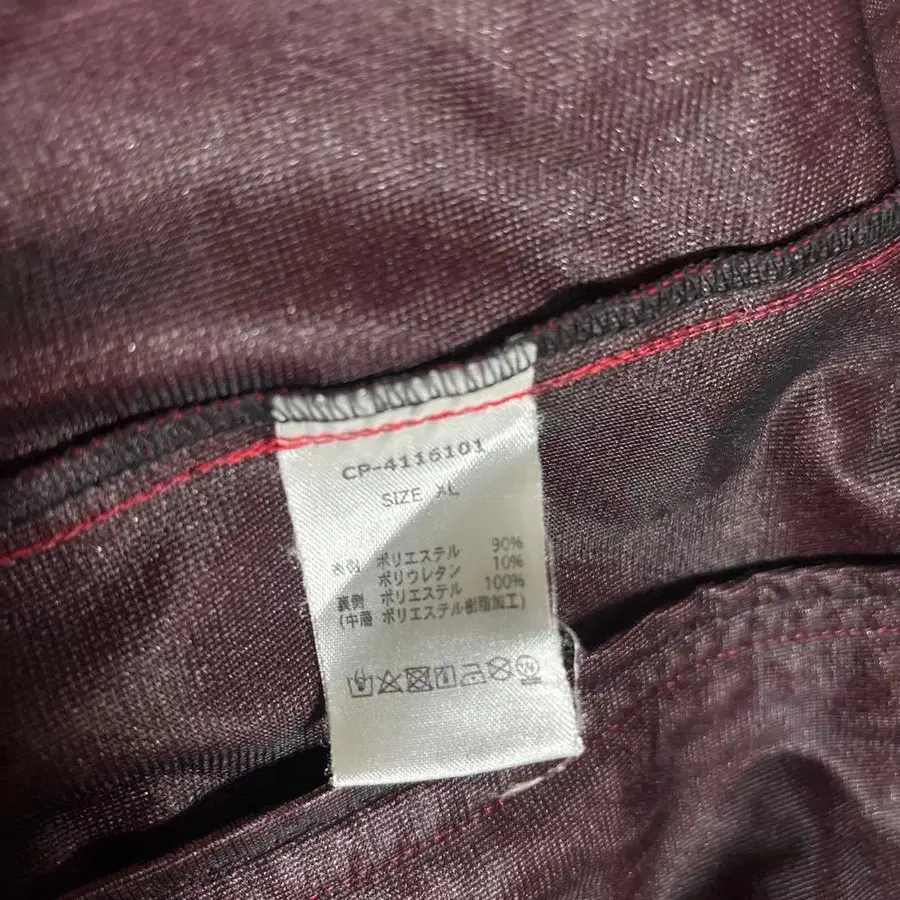 CP-4116101
SIZE XL
表側 ポリエステル 90%
ポリウレタン 10%
裏側 ポリエステル 100%
(中層 ポリエステル樹脂加工)